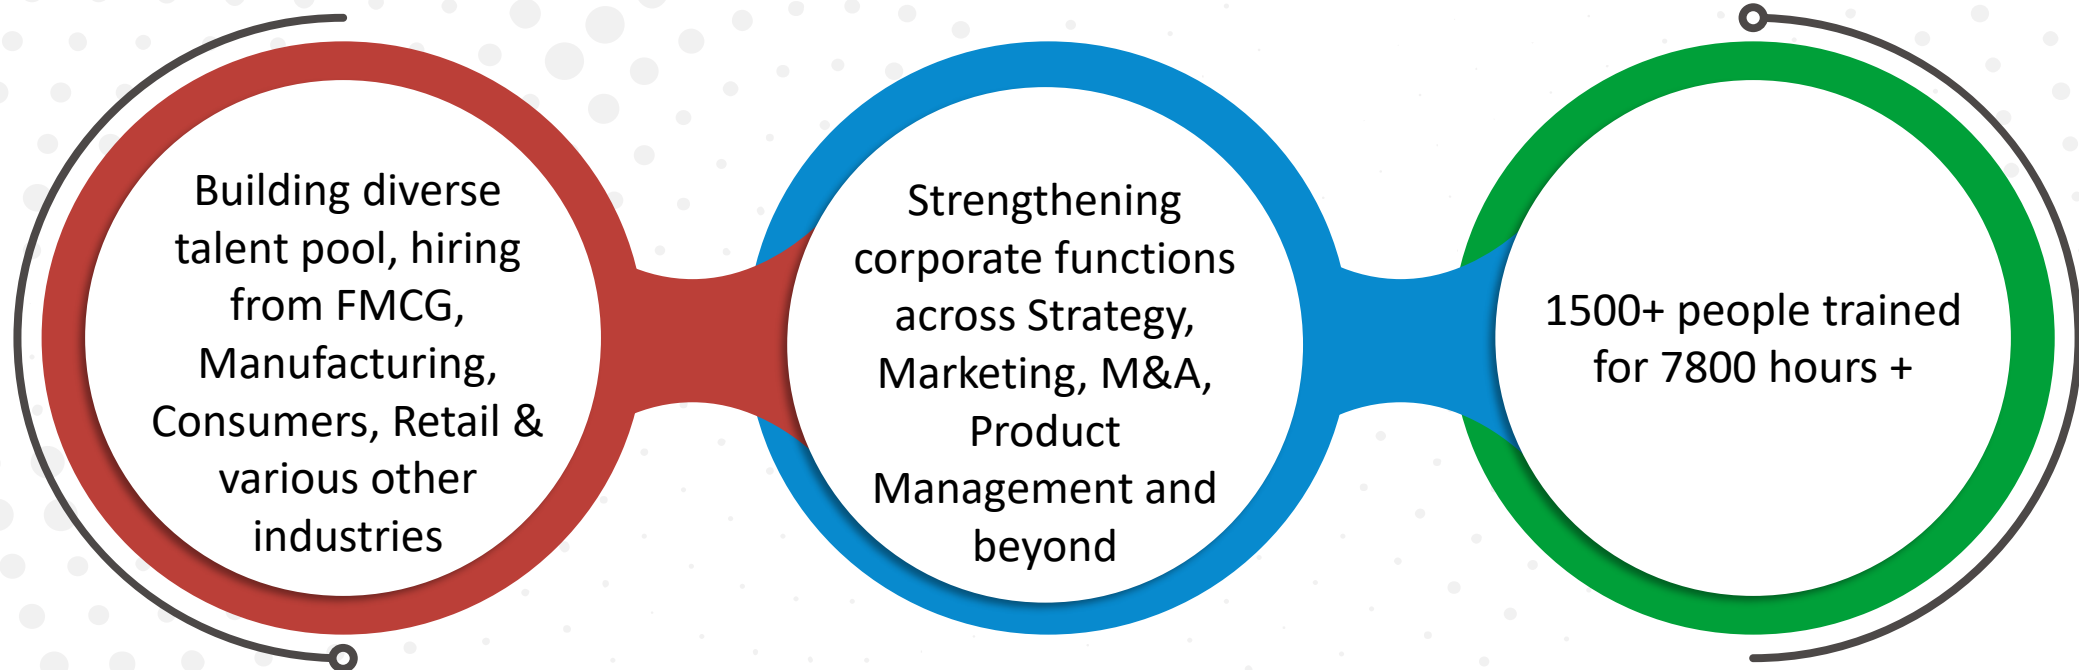 Building diverse
talent pool, hiring
from FMCG,
Manufacturing,
Consumers, Retail &
various other
industries
Strengthening
corporate functions
across Strategy,
Marketing, M&A,
Product
Management and
beyond
1500+ people trained
for 7800 hours +